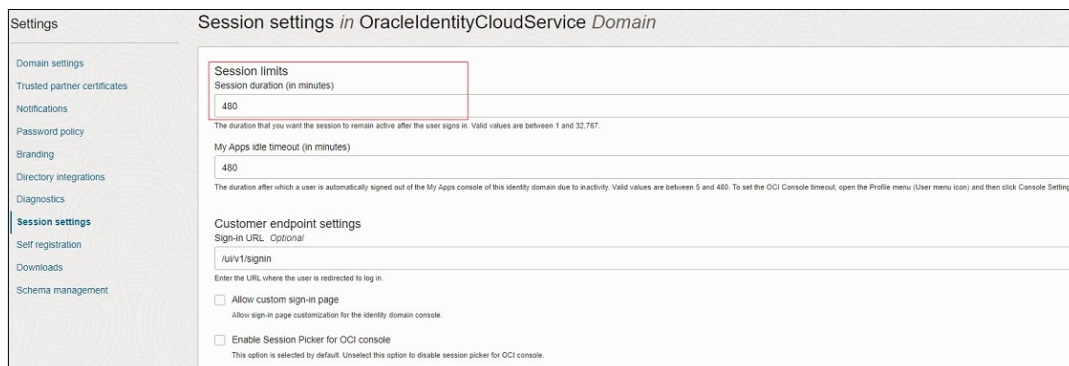 Settings
Session settings in OracleIdentityCloudService Domain
Domain settings
Trusted partner certificates
Notifications
Password policy
Branding
Directory integrations
Diagnostics
Session settings
Self registration
Downloads
Schema management
Session limits
Session duration (in minutes)
480
The duration that you want the session to remain active after the user signs in. Valid values are between 1 and 32,767.
My Apps idle timeout (in minutes)
480
The duration after which a user is automatically signed out of the My Apps console of this identity domain due to inactivity. Valid values are between 5 and 480. To set the OCI Console timeout, open the Profile menu (User menu icon) and then click Console Setting
Customer endpoint settings
Sign-in URL Optional
/ui/v1/signin
Enter the URL where the user is redirected to log in.
Allow custom sign-in page
Allow sign-in page customization for the identity domain console.
Enable Session Picker for OCI console
This option is selected by default. Unselect this option to disable session picker for OCI console.